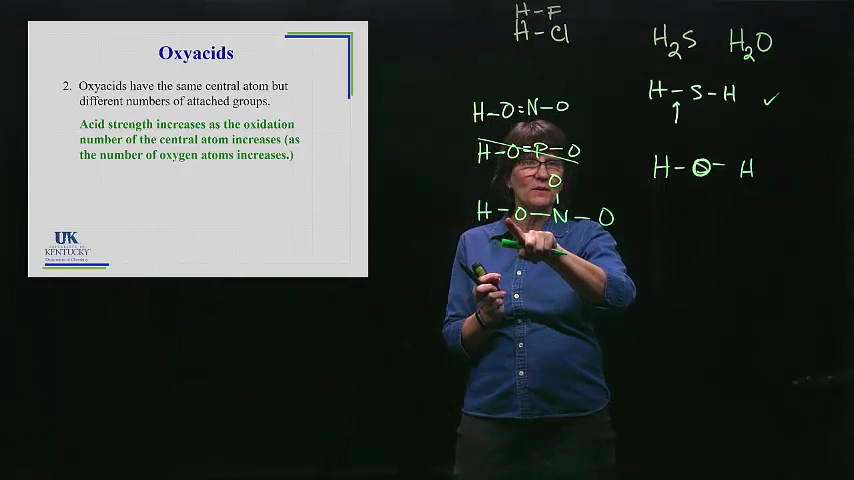 Oxyacids
2. Oxyacids have the same central atom but
different numbers of attached groups.
Acid strength increases as the oxidation
number of the central atom increases (as
the number of oxygen atoms increases.)
UK
KENTUCKY
H-F
H-Cl
H-O=N-O
H-O=P-O
O
H-O-N-O
H2S H2O
H-S-H ✓
H-O-H